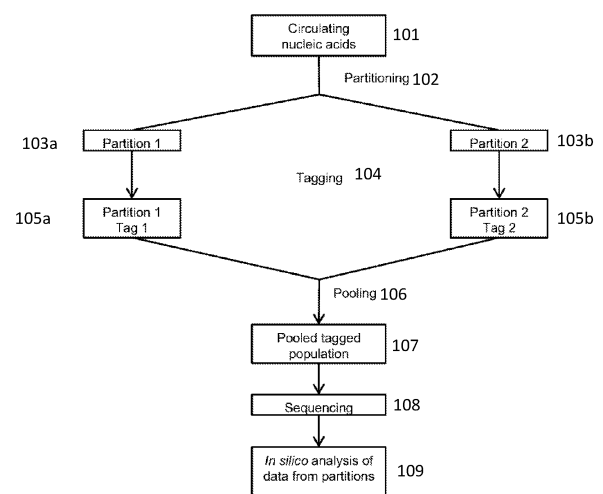 Circulating
nucleic acids
101
Partitioning 102
103a
Partition 1
Partition 2
103b
Tagging 104
105a
Partition 1
Tag 1
Partition 2
Tag 2
105b
Pooling 106
Pooled tagged
population
107
Sequencing
108
In silico analysis of
data from partitions
109